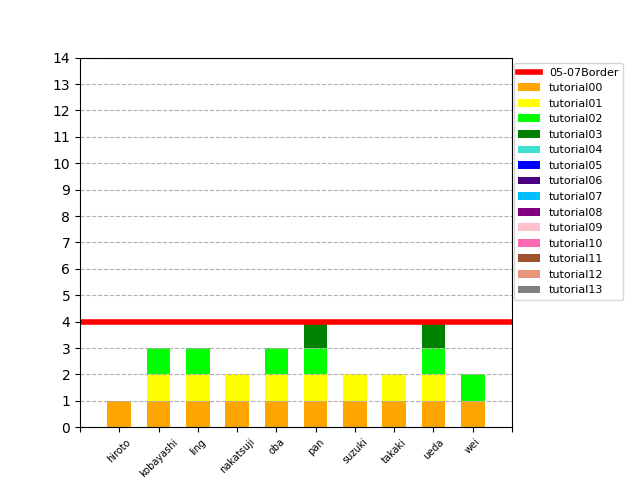 14
13
12
11
10
9
8
7
6
5
4
3
2
1
0
hiroto
kobayashi
ling
nakatsuji
oba
pan
suzuki
takaki
ueda
wei
05-07Border
tutorial00
tutorial01
tutorial02
tutorial03
tutorial04
tutorial05
tutorial06
tutorial07
tutorial08
tutorial09
tutorial10
tutorial11
tutorial12
tutorial13